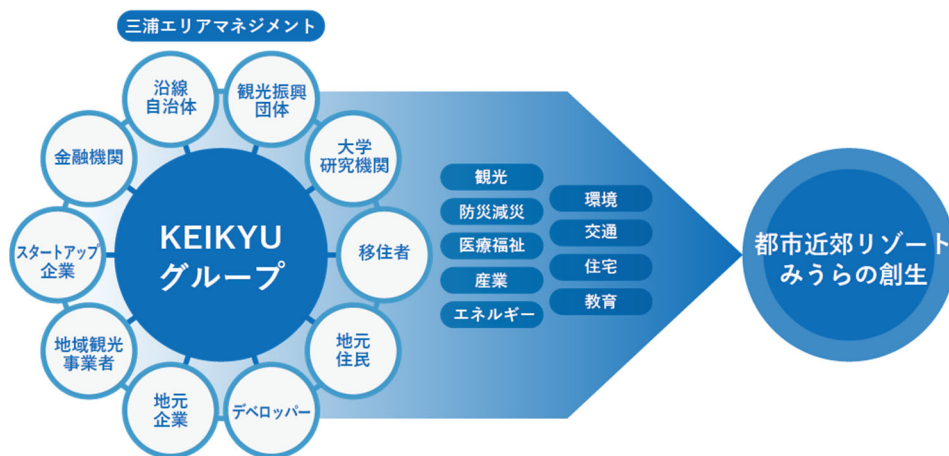 三浦エリアマネジメント
沿線
自治体
観光振興
団体
金融機関
大学
研究機関
スタートアップ
企業
KEIKYU
グループ
移住者
地域観光
事業者
地元
住民
地元
企業
デベロッパー
観光
防災減災
医療福祉
産業
エネルギー
環境
交通
住宅
教育
都市近郊リゾート
みうらの創生